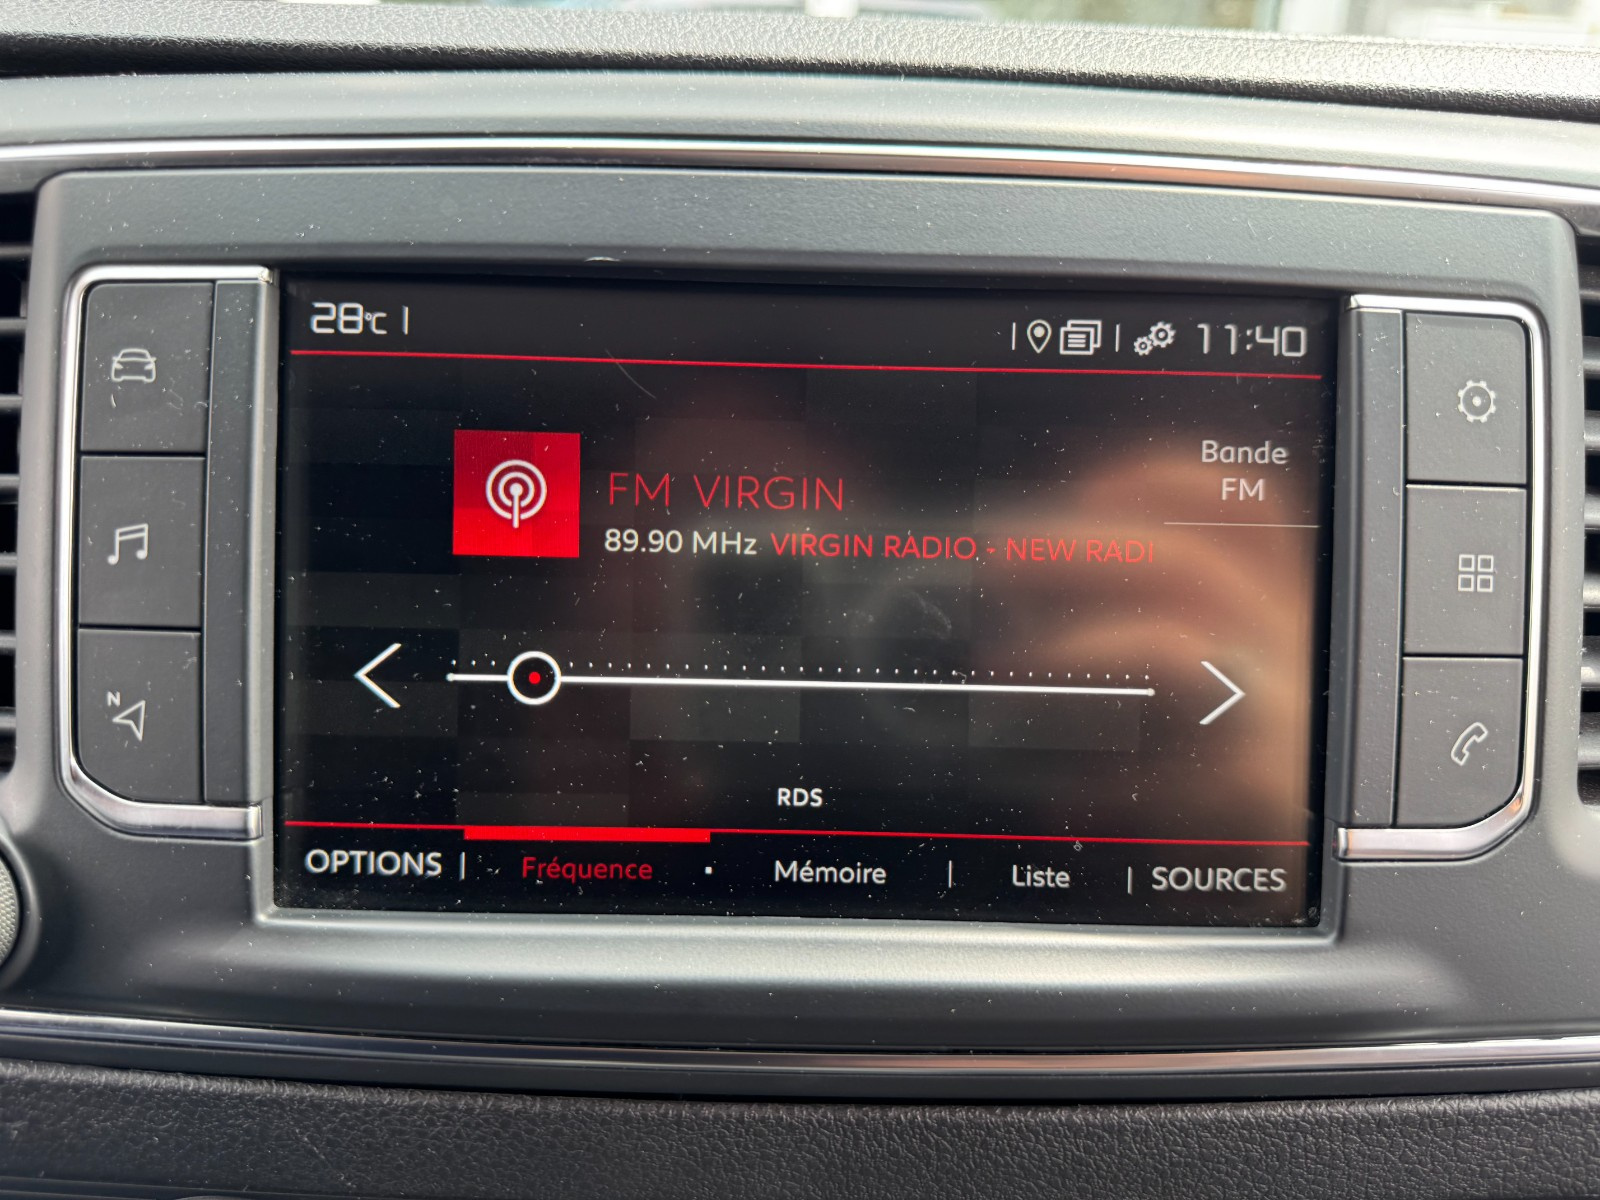 28°C
11:40
Bande
FM
FM VIRGIN
89.90 MHz VIRGIN RADIO - NEW RADI
N
RDS
OPTIONS | Fréquence · Mémoire | Liste | SOURCES